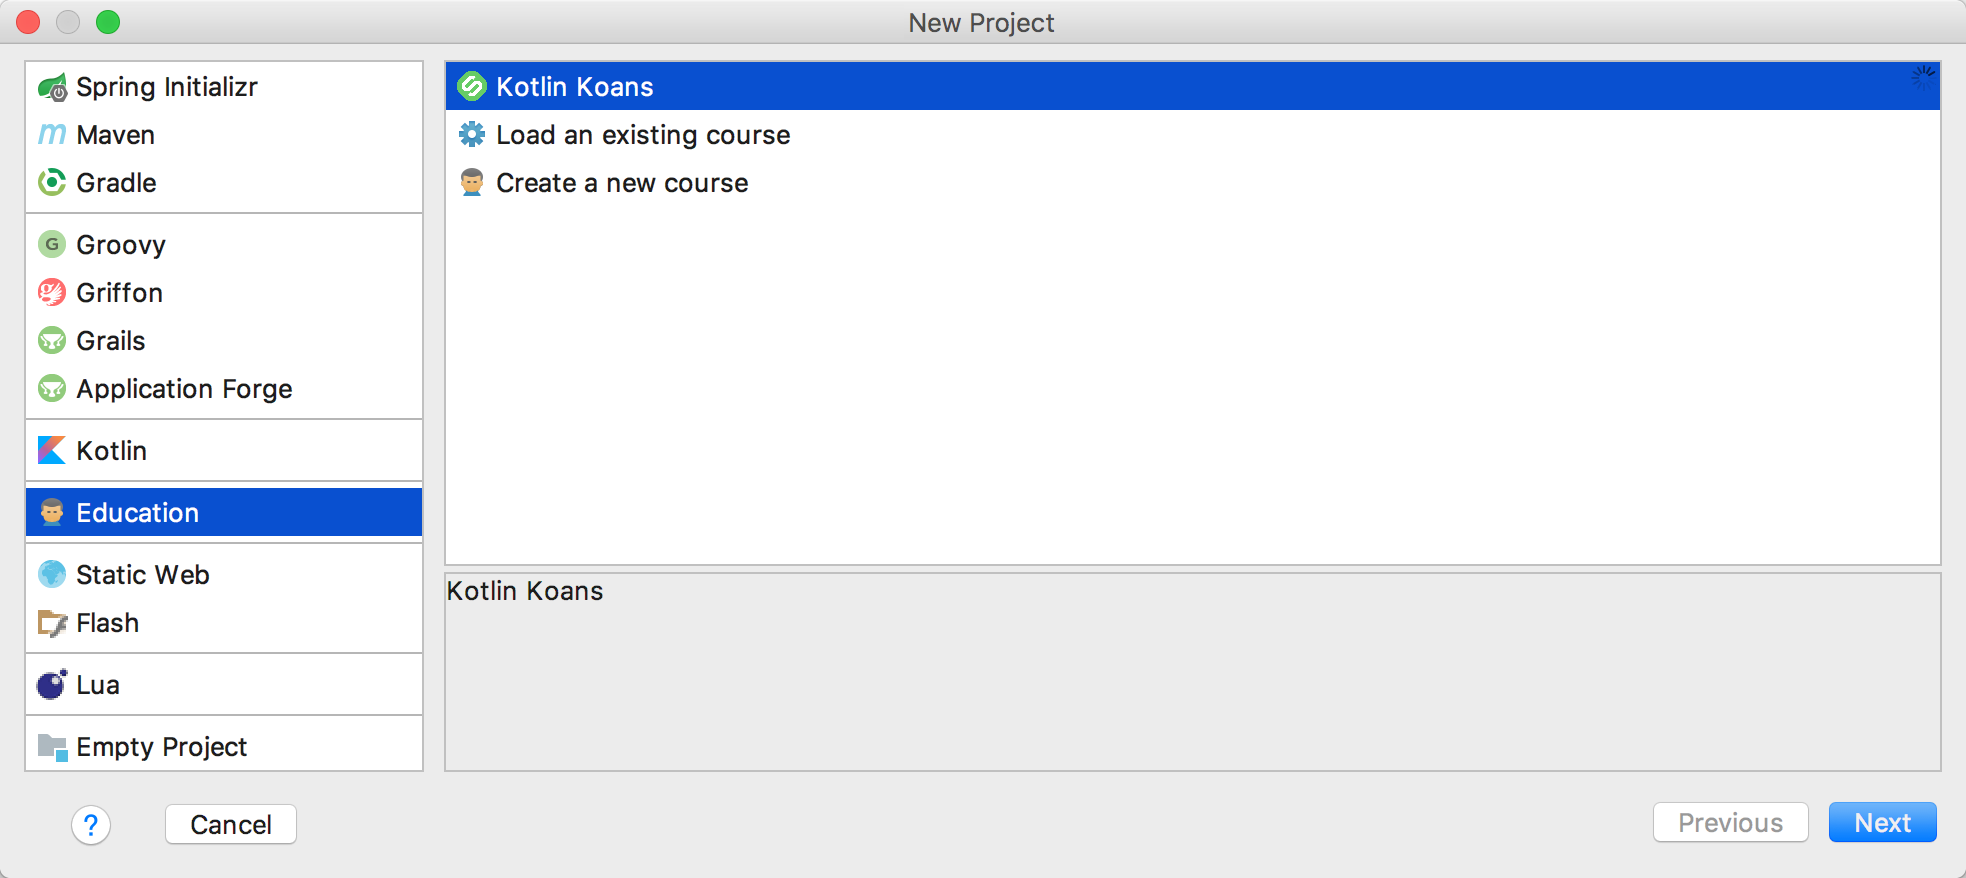 New Project
Spring Initializr
Maven
Gradle
Groovy
Griffon
Grails
Application Forge
Kotlin
Education
Static Web
Flash
Lua
Empty Project
Kotlin Koans
Load an existing course
Create a new course
Kotlin Koans
?
Cancel
Previous
Next